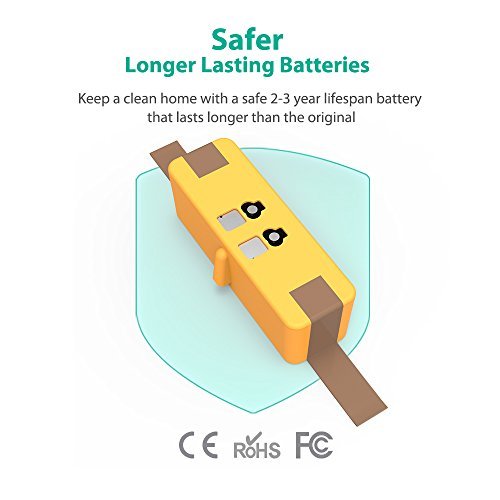 Safer
Longer Lasting Batteries
Keep a clean home with a safe 2-3 year lifespan battery
that lasts longer than the original
CE RoHS FC